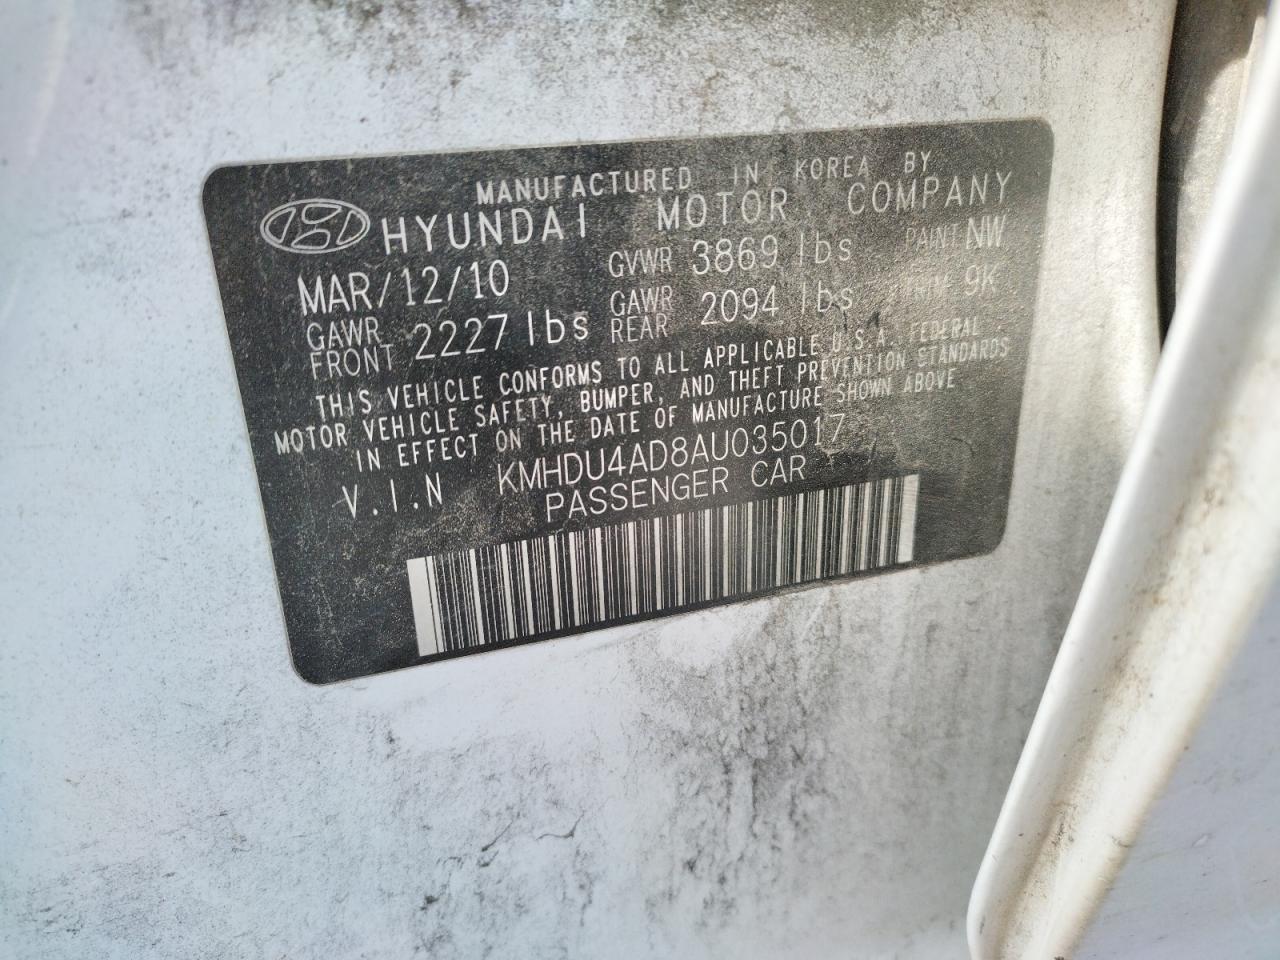 MANUFACTURED IN KOREA BY
HYUNDAI MOTOR COMPANY
MAR/12/10 GVWR 3869 lbs PAINT NW
GAWR FRONT 2227 lbs GAWR REAR 2094 lbs TRIM 9K
THIS VEHICLE CONFORMS TO ALL APPLICABLE U.S.A. FEDERAL
MOTOR VEHICLE SAFETY, BUMPER, AND THEFT PREVENTION STANDARDS
IN EFFECT ON THE DATE OF MANUFACTURE SHOWN ABOVE
V.I.N KMHDU4AD8AU035017
PASSENGER CAR